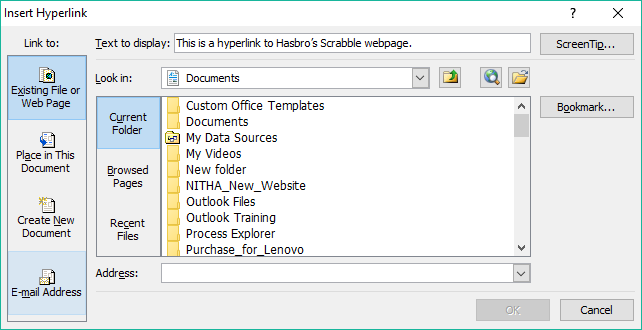 Insert Hyperlink
?
Link to:
Text to display: This is a hyperlink to Hasbro's Scrabble webpage.
ScreenTip...
Existing File or
Web Page
Place in This
Document
Create New
Document
E-mail Address
Look in: Documents
Bookmark...
Current
Folder
Browsed
Pages
Recent
Files
Custom Office Templates
Documents
My Data Sources
My Videos
New folder
NITHA_New_Website
Outlook Files
Outlook Training
Process Explorer
Purchase_for_Lenovo
Address:
OK
Cancel